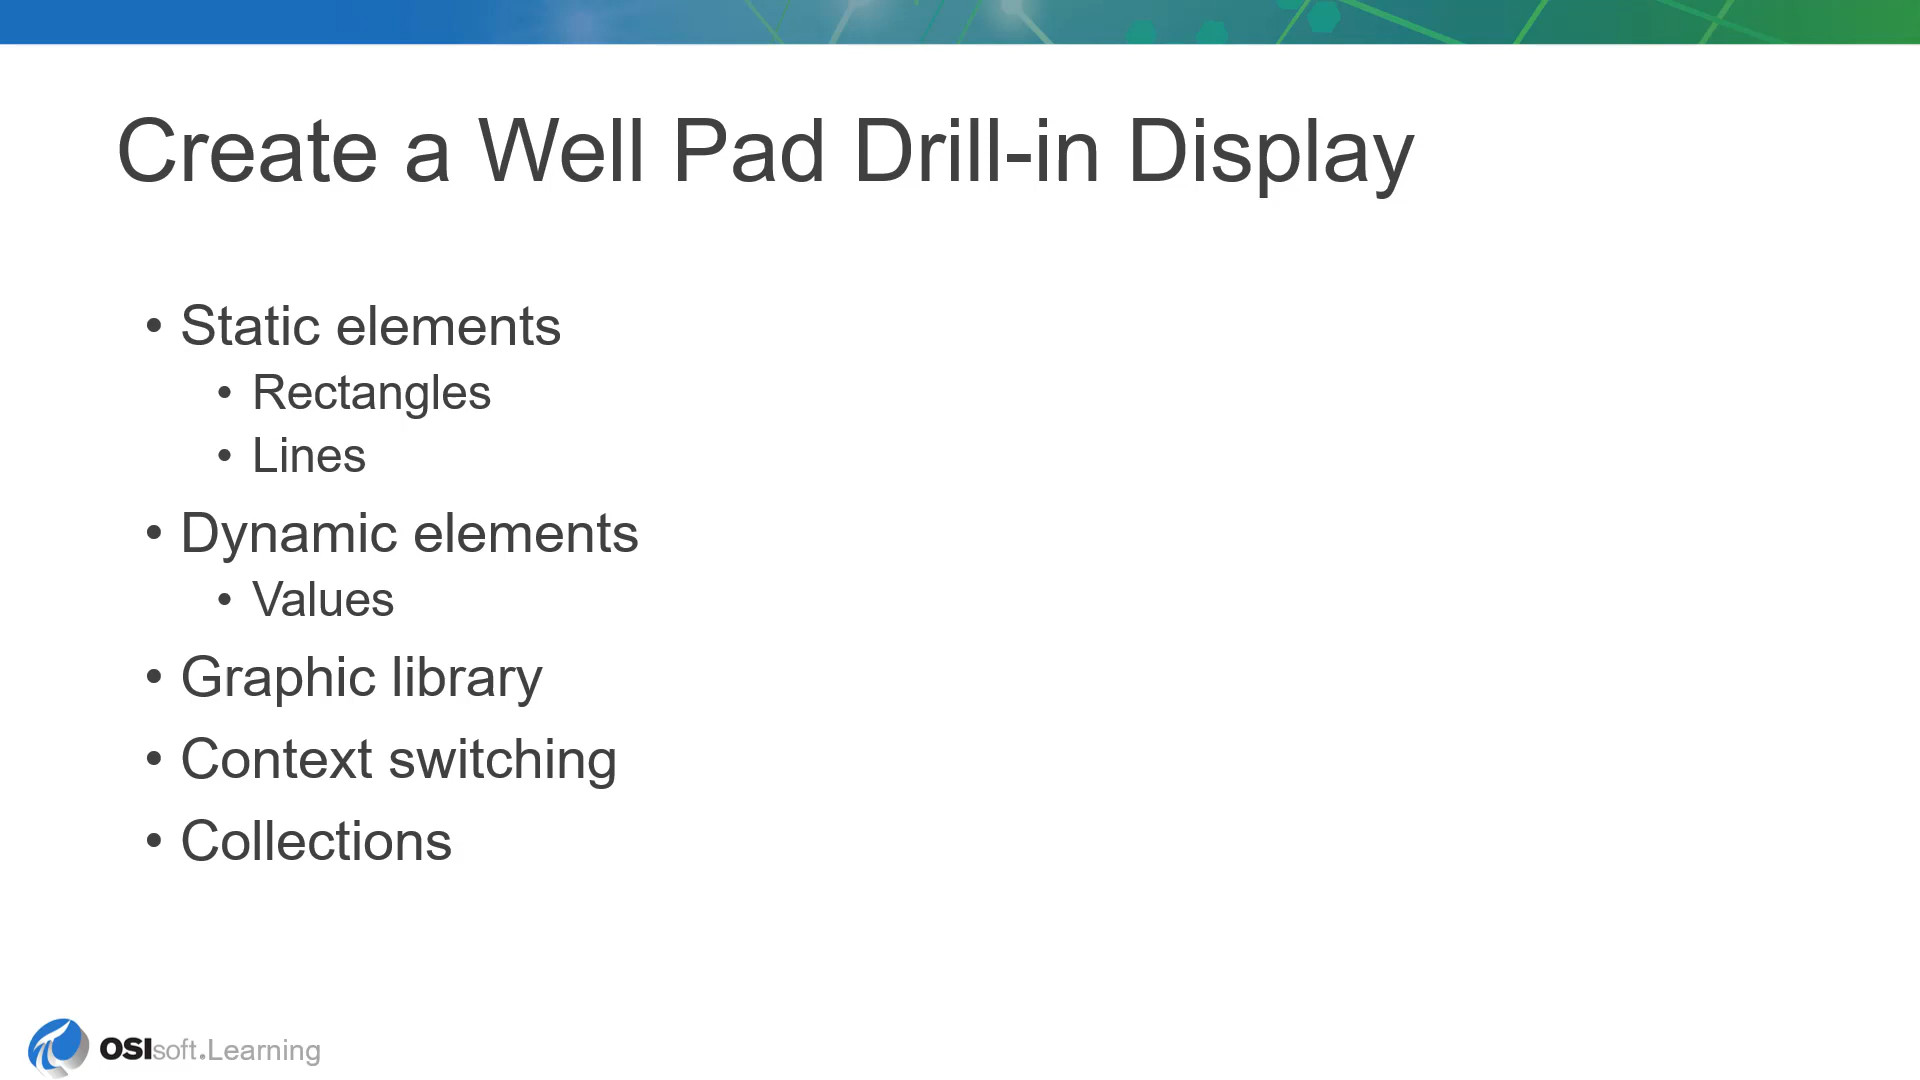 Create a Well Pad Drill-in Display
• Static elements
• Rectangles
• Lines
• Dynamic elements
• Values
• Graphic library
• Context switching
• Collections
OSIsoft.Learning